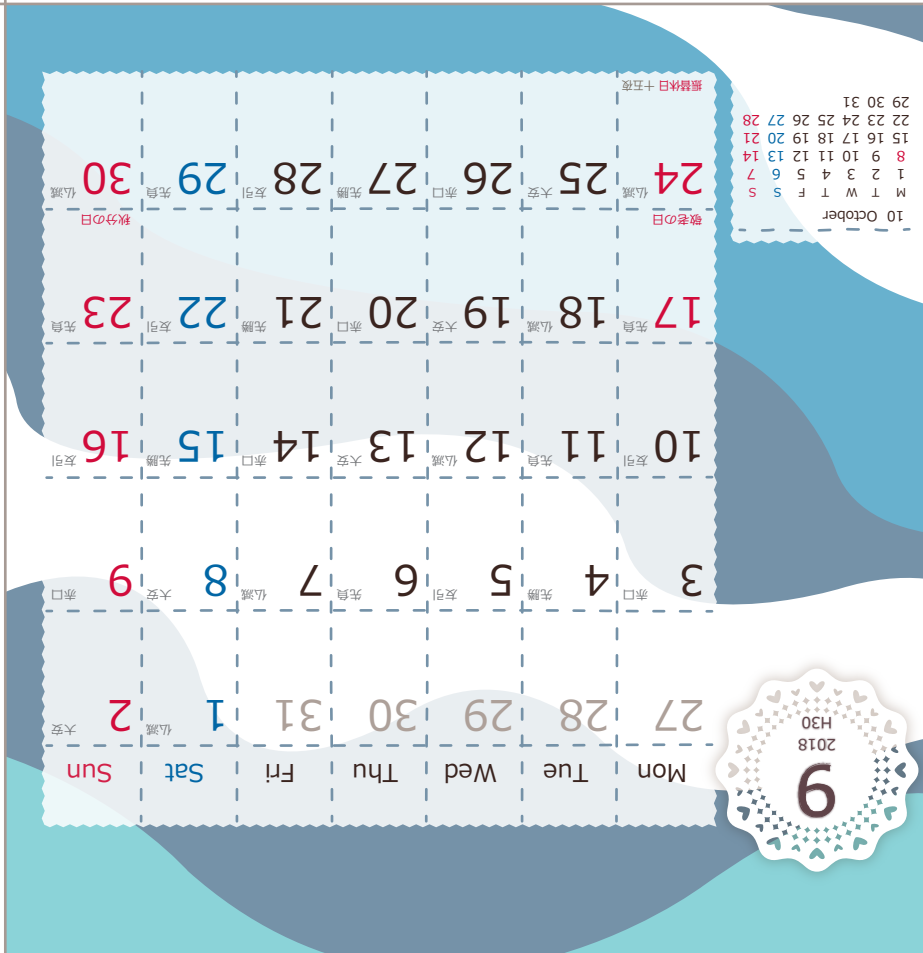 9
2018
H30
Mon Tue Wed Thu Fri Sat Sun
27 28 29 30 31 1 仏滅 2 大安
3 赤口 4 先勝 5 友引 6 先負 7 仏滅 8 大安 9 赤口
10 友引 11 先負 12 仏滅 13 大安 14 赤口 15 先勝 16 友引
17 先負 18 仏滅 19 大安 20 赤口 21 先勝 22 友引 23 先負
敬老の日 秋分の日
24 仏滅 25 大安 26 赤口 27 先勝 28 友引 29 先負 30 仏滅
振替休日 十五夜
10 October
M T W T F S S
1 2 3 4 5 6 7
8 9 10 11 12 13 14
15 16 17 18 19 20 21
22 23 24 25 26 27 28
29 30 31